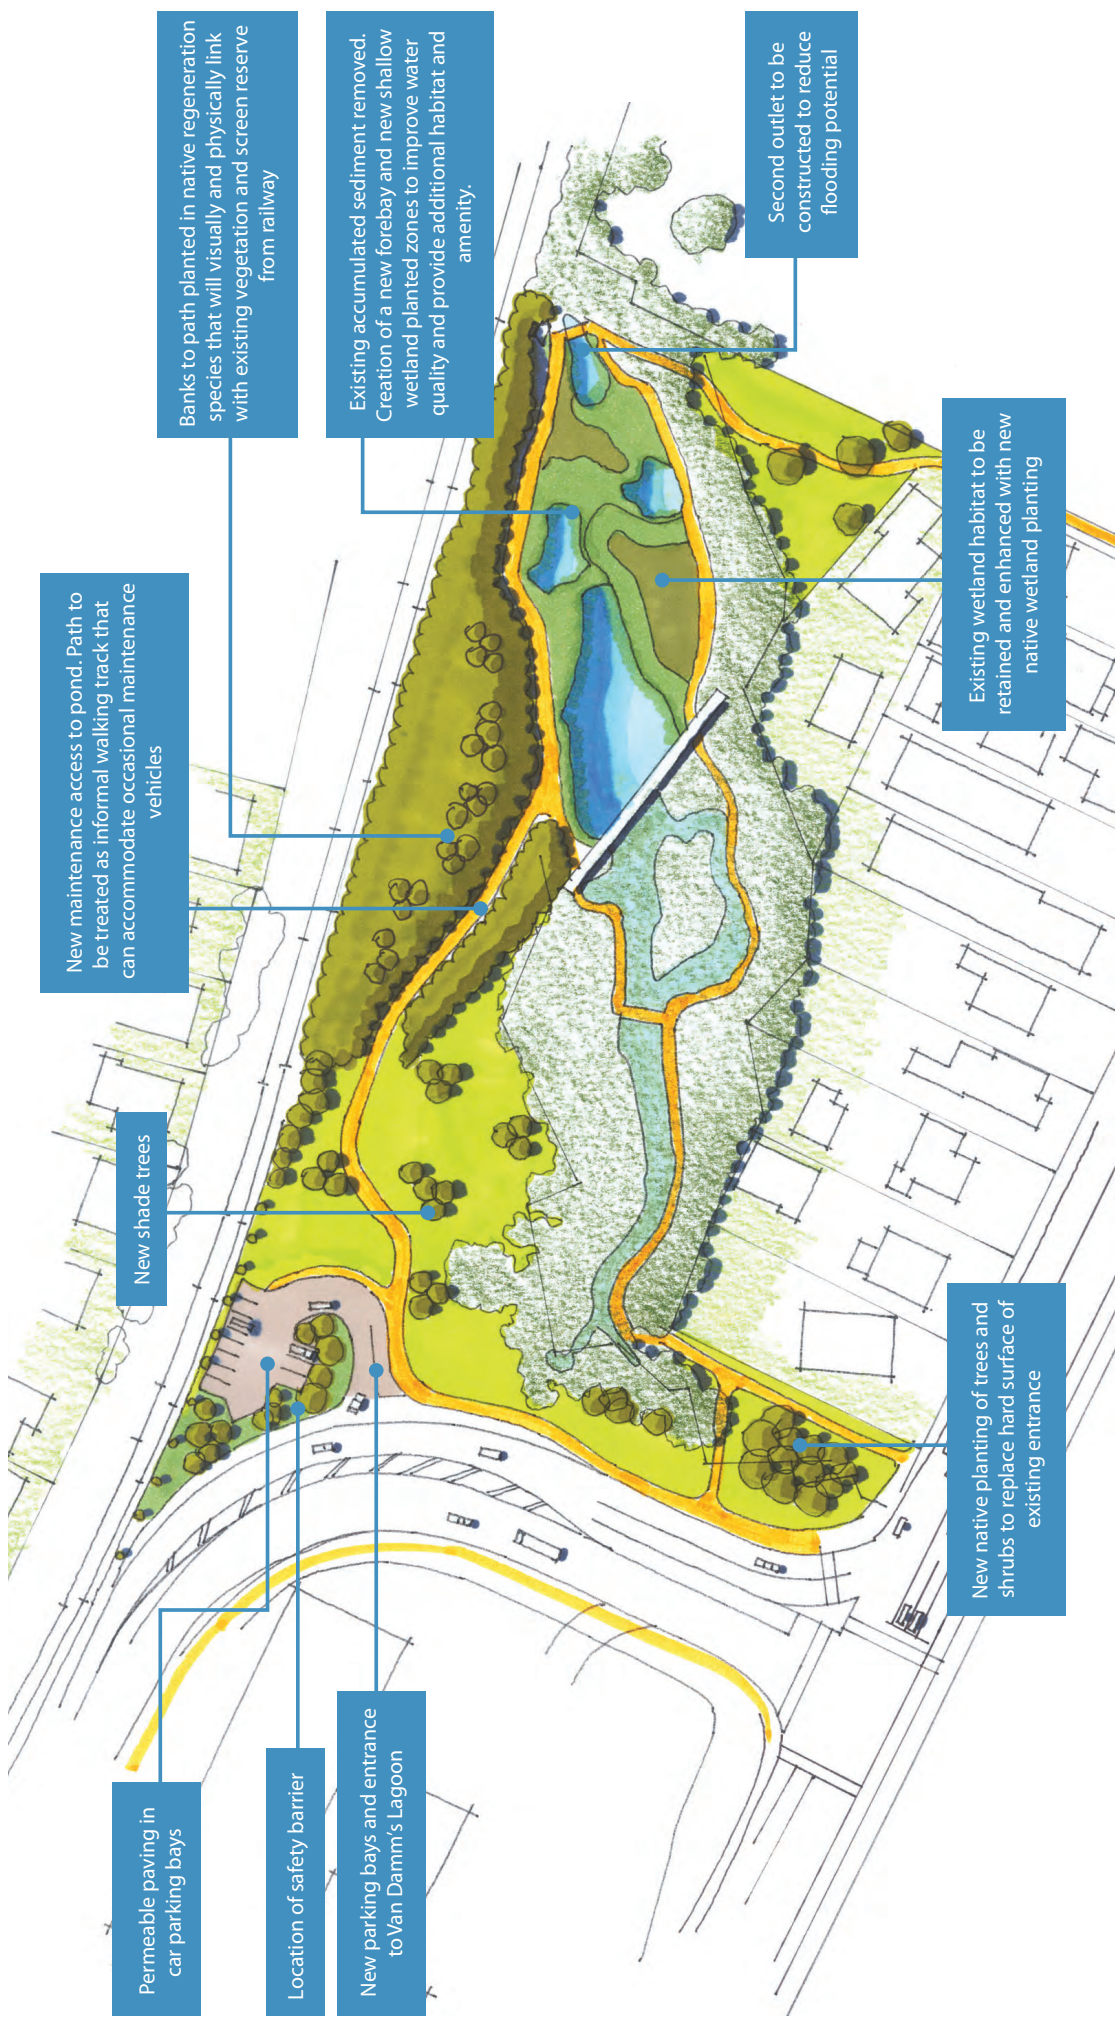 Permeable paving in
car parking bays
Location of safety barrier
New parking bays and entrance
to Van Damm's Lagoon
New shade trees
New maintenance access to pond. Path to
be treated as informal walking track that
can accommodate occasional maintenance
vehicles
Banks to path planted in native regeneration
species that will visually and physically link
with existing vegetation and screen reserve
from railway
Existing accumulated sediment removed.
Creation of a new forebay and new shallow
wetland planted zones to improve water
quality and provide additional habitat and
amenity.
New native planting of trees and
shrubs to replace hard surface of
existing entrance
Existing wetland habitat to be
retained and enhanced with new
native wetland planting
Second outlet to be
constructed to reduce
flooding potential